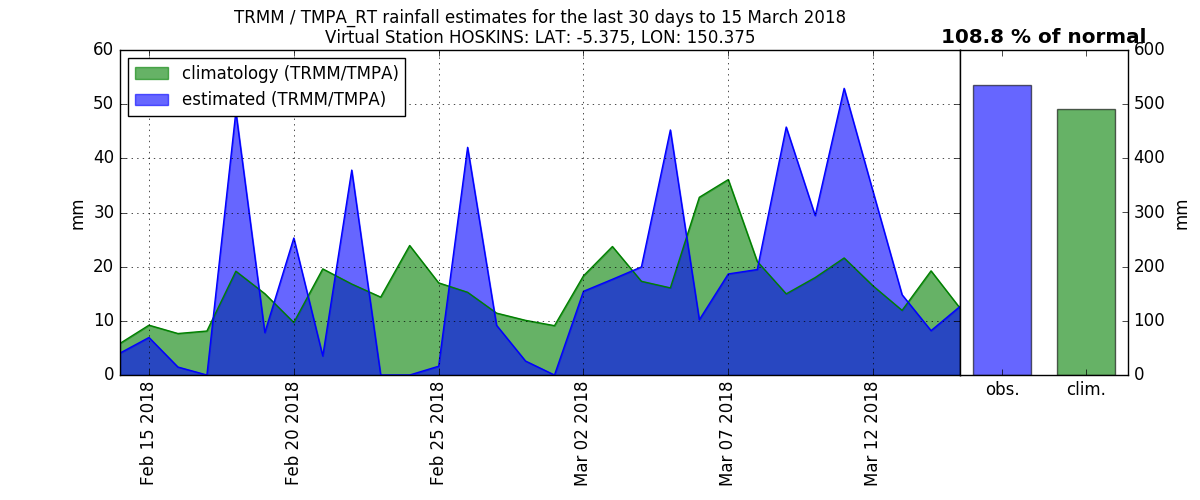 TRMM / TMPA_RT rainfall estimates for the last 30 days to 15 March 2018
Virtual Station HOSKINS: LAT: -5.375, LON: 150.375
108.8 % of normal
climatology (TRMM/TMPA)
estimated (TRMM/TMPA)
60
50
40
30
20
10
0
mm
Feb 15 2018
Feb 20 2018
Feb 25 2018
Mar 02 2018
Mar 07 2018
Mar 12 2018
obs.
clim.
600
500
400
300
200
100
0
mm